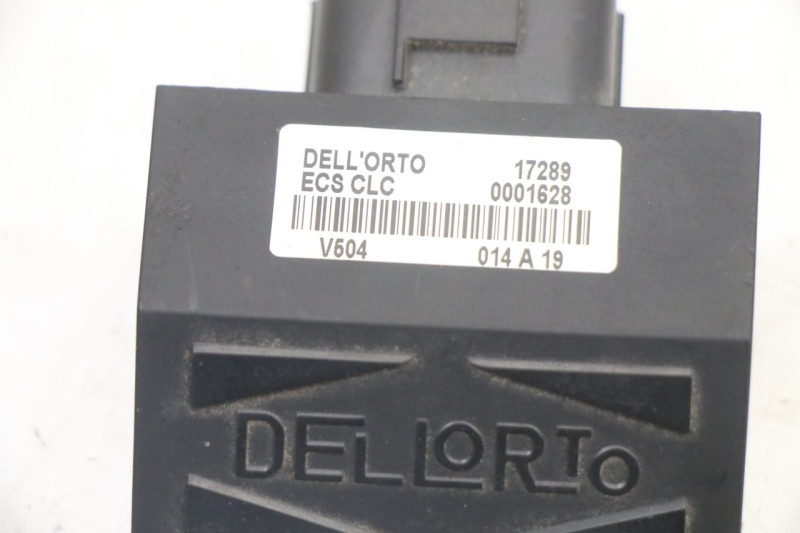 DELL'ORTO 17289
ECS CLC 0001628
V504 014 A 19
DELLORTO